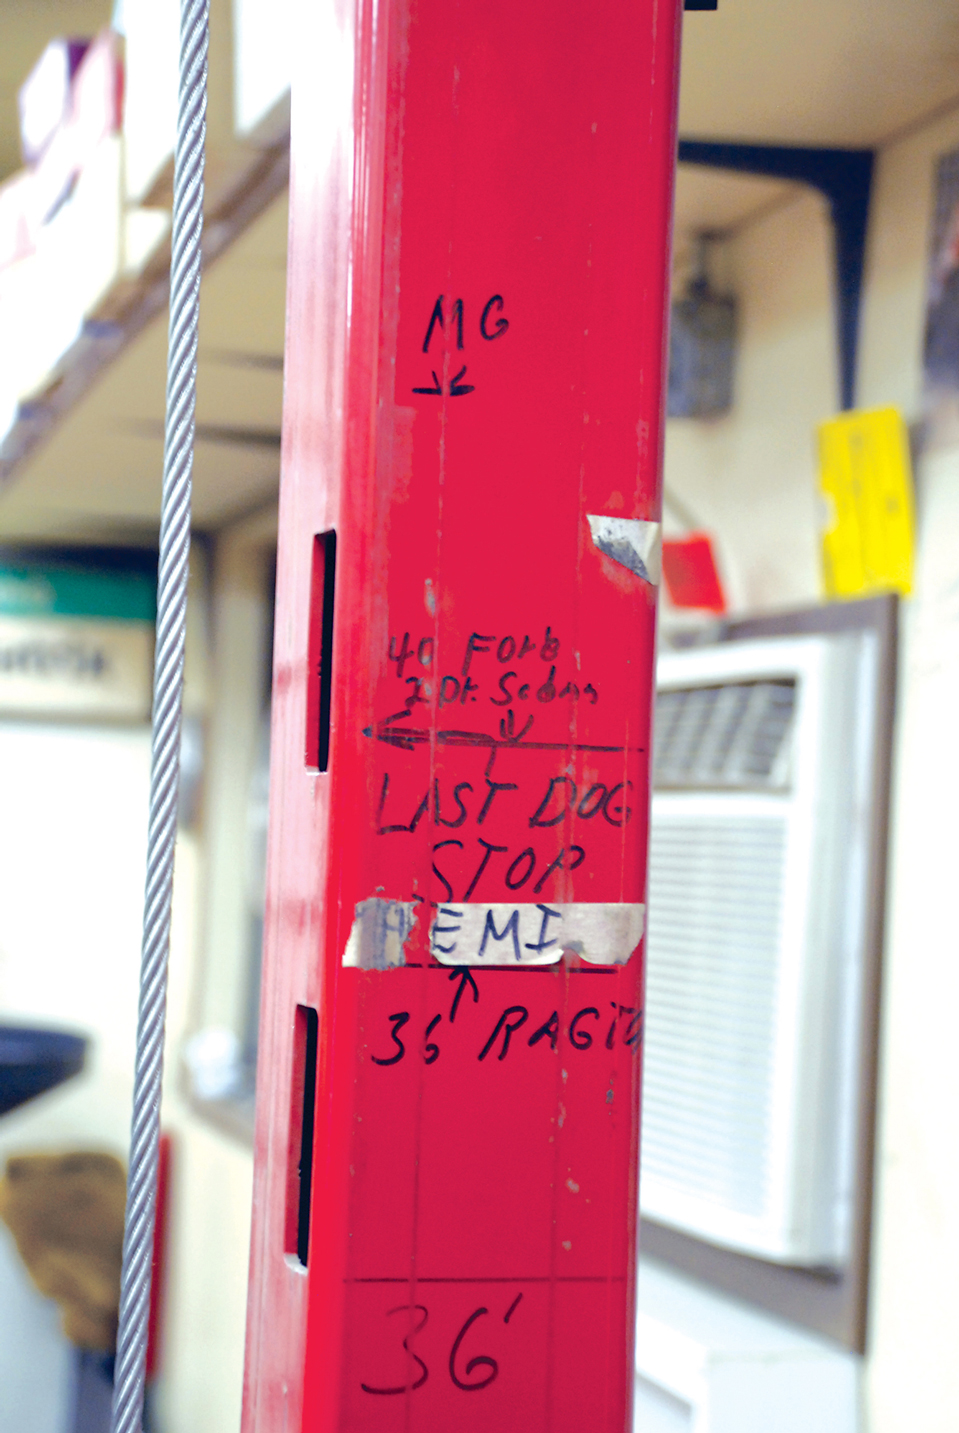 MG
40 Ford
2 Dr. Sedan
LAST DOG
STOP
HEMI
36'
36'